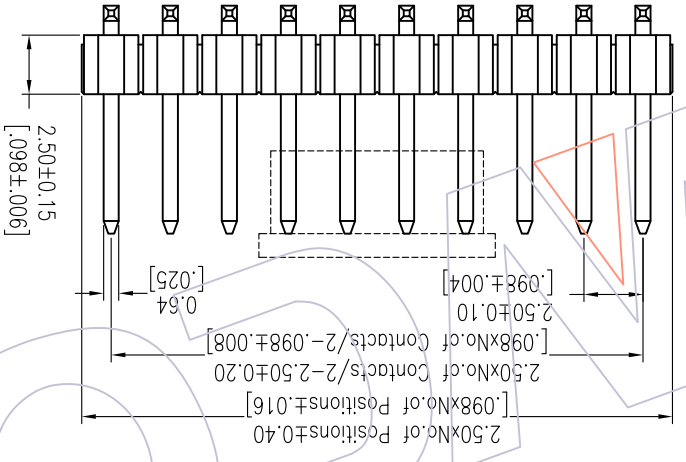 2.50xNo.of Positions±0.40
[.098xNo.of Positions±.016]
2.50xNo.of Contacts/2-2.50±0.20
[.098xNo.of Contacts/2-.098±.008]
2.50±0.10
[.098±.004]
0.64
[.025]
2.50±0.15
[.098±.006]